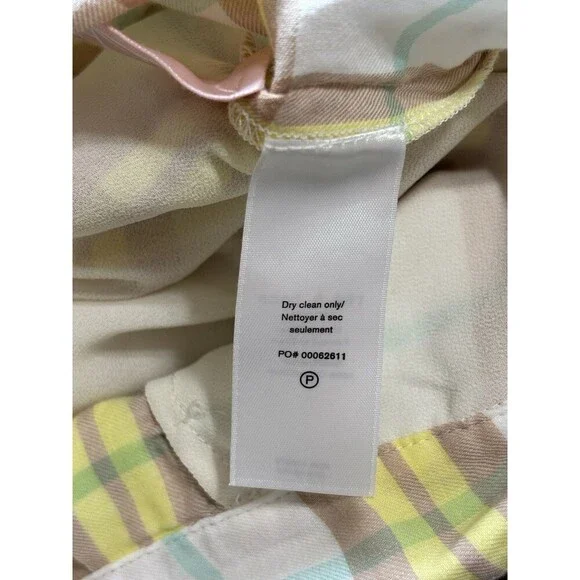 Dry clean only/
Nettoyer à sec
seulement
PO# 00062611
P